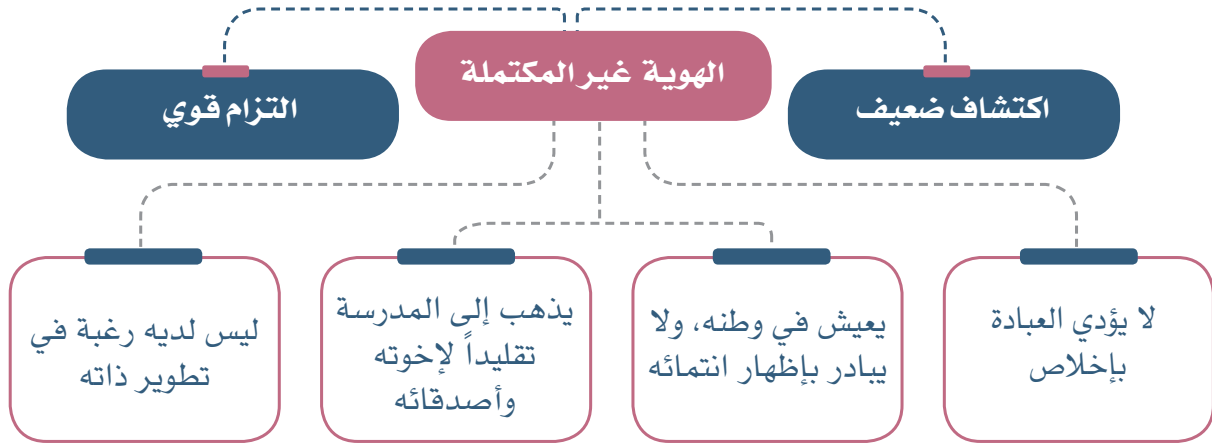 الهوية غير المكتملة
اكتشاف ضعيف
التزام قوي
لا يؤدي العبادة
بإخلاص
يعيش في وطنه، ولا
يبادر بإظهار انتمائه
يذهب إلى المدرسة
تقليداً لإخوته
وأصدقائه
ليس لديه رغبة في
تطوير ذاته